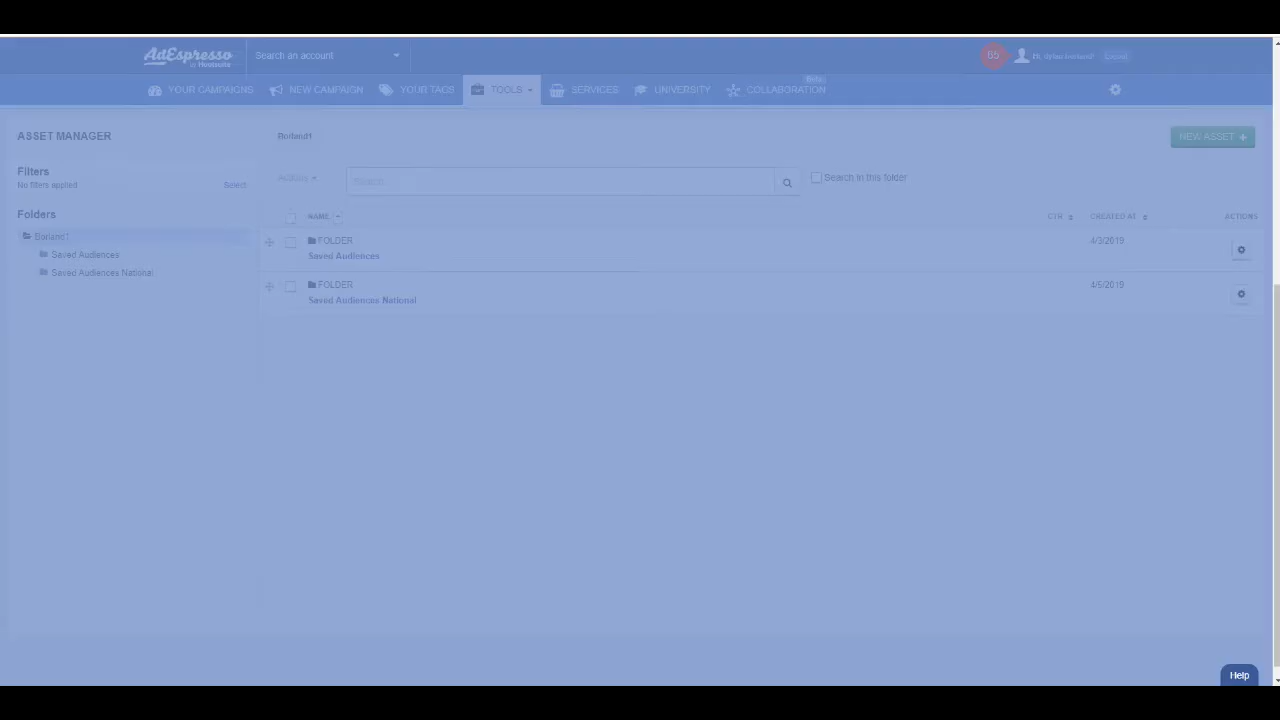 AdEspresso
by Hootsuite
Search an account
65
Logout
YOUR CAMPAIGNS
NEW CAMPAIGN
YOUR TAGS
TOOLS
SERVICES
UNIVERSITY
Beta
COLLABORATION
ASSET MANAGER
Borland1
NEW ASSET +
Filters
No filters applied
Select
Actions
Search
Search in this folder
Folders
Borland1
Saved Audiences
Saved Audiences National
NAME
CTR
CREATED AT
ACTIONS
FOLDER
Saved Audiences
4/3/2019
FOLDER
Saved Audiences National
4/5/2019
Help